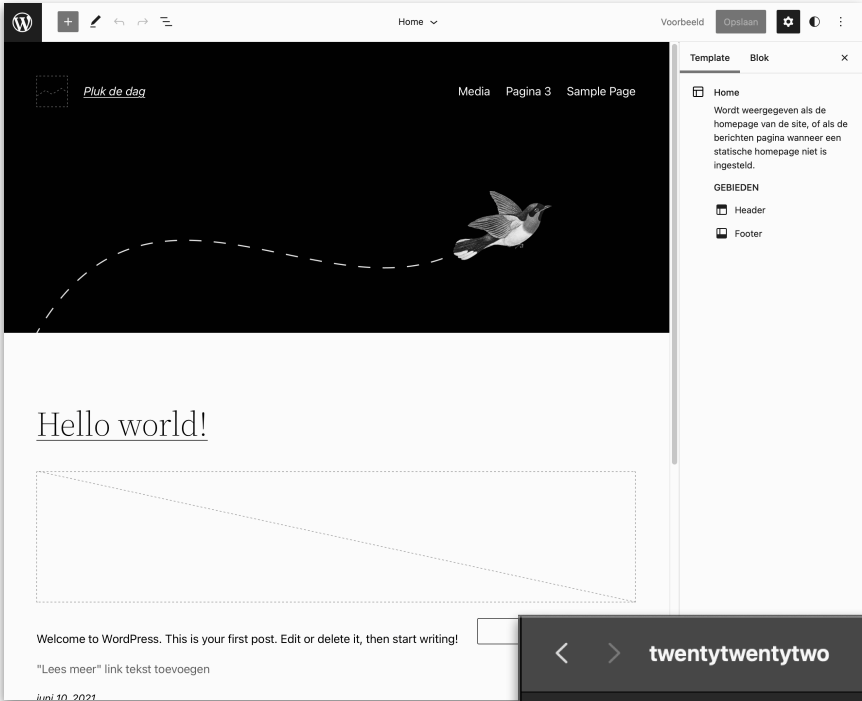 Home
Voorbeeld
Opslaan
Template
Blok
Pluk de dag
Media
Pagina 3
Sample Page
Home
Wordt weergegeven als de
homepage van de site, of als de
berichten pagina wanneer een
statische homepage niet is
ingesteld.
GEBIEDEN
Header
Footer
Hello world!
Welcome to WordPress. This is your first post. Edit or delete it, then start writing!
"Lees meer" link tekst toevoegen
juni 10, 2021
twentytwentytwo